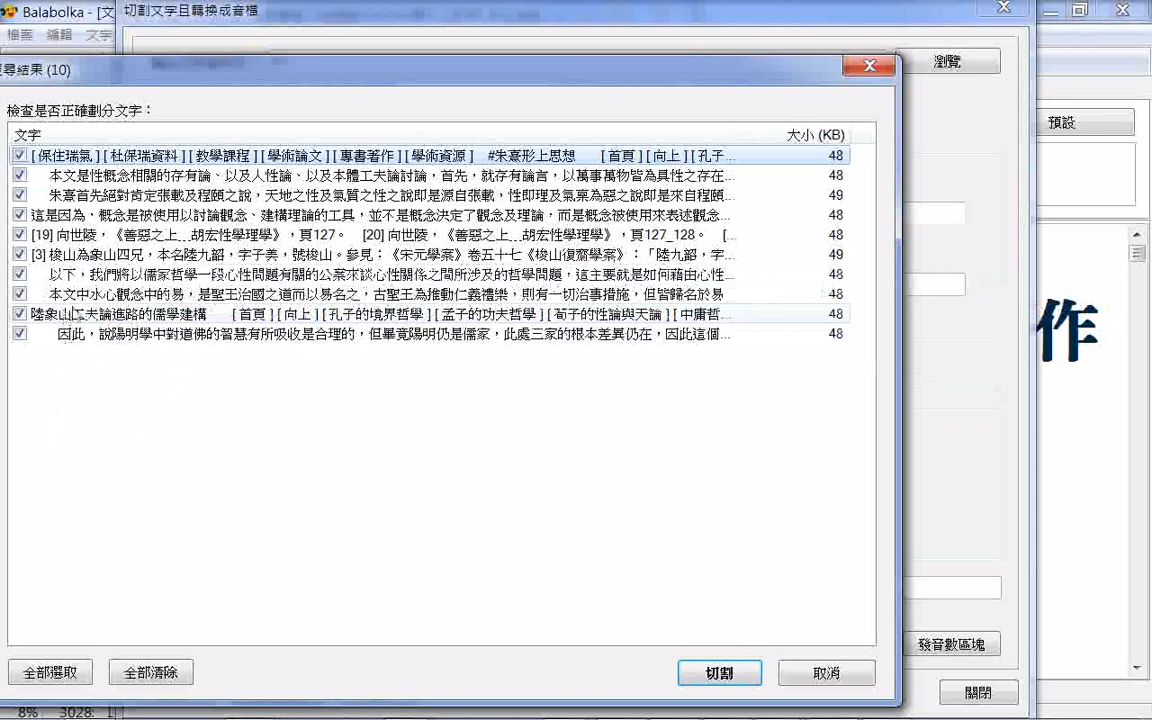 Balabolka - [文
切割文字且轉換成音檔
檔案 編輯 文字
尋結果 (10)
瀏覽
檢查是否正確劃分文字：
預設
文字 大小 (KB)
[ 保住瑞氣 ] [ 杜保瑞資料 ] [ 教學課程 ] [ 學術論文 ] [ 專書著作 ] [ 學術資源 ] #朱熹形上思想 [ 首頁 ] [ 向上 ] [ 孔子... 48
本文是性概念相關的存有論、以及人性論、以及本體工夫論討論，首先，就存有論言，以萬事萬物皆為具性之存在... 48
朱熹首先絕對肯定張載及程頤之說，天地之性及氣質之性之說即是源自張載，性即理及氣稟為惡之說即是來自程頤... 49
這是因為，概念是被使用以討論觀念、建構理論的工具，並不是概念決定了觀念及理論，而是概念被使用來表述觀念... 48
[19] 向世陵，《善惡之上__胡宏性學理學》，頁127。 [20] 向世陵，《善惡之上__胡宏性學理學》，頁127_128。 [... 48
[3] 梭山為象山四兄，本名陸九韶，字子美，號梭山。參見：《宋元學案》卷五十七《梭山復齋學案》：「陸九韶，字... 49
以下，我們將以儒家哲學一段心性問題有關的公案來談心性關係之間所涉及的哲學問題，這主要就是如何藉由心性... 48
本文中水心觀念中的易，是聖王治國之道而以易名之，古聖王為推動仁義禮樂，則有一切治事措施，但皆歸名於易 48
陸象山工夫論進路的儒學建構 [ 首頁 ] [ 向上 ] [ 孔子的境界哲學 ] [ 孟子的功夫哲學 ] [ 荀子的性論與天論 ] [ 中庸哲... 48
因此，說陽明學中對道佛的智慧有所吸收是合理的，但畢竟陽明仍是儒家，此處三家的根本差異仍在，因此這個... 48
作
發音數區塊
全部選取 全部清除 切割 取消
關閉
8% 3028: